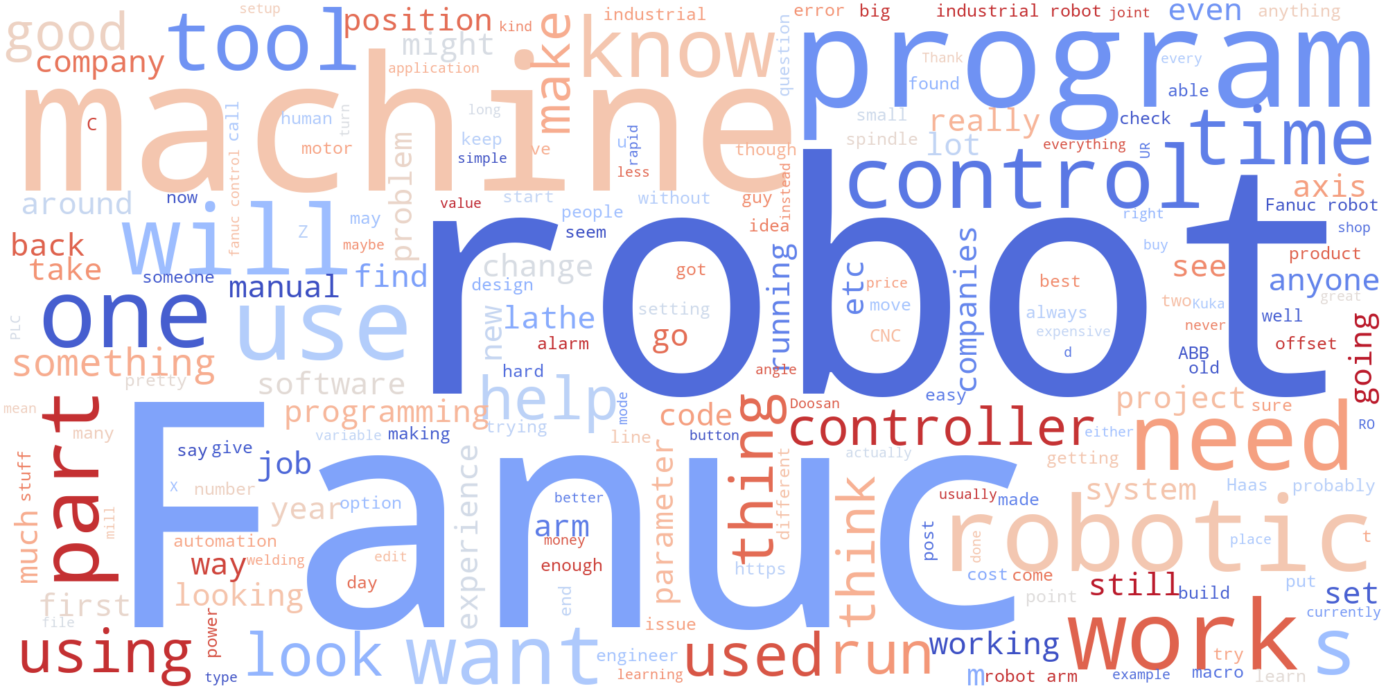 setup
position
kind
industrial
error
big
industrial robot
joint
even
anything
good
tool
might
make
know
question
program
company
application
Thank
found
every
able
machine
C
call
human
turn
long
keep
simple
ve
u
rapid
less
though
small
spindle
really
lot
check
everything
UR
time
motor
problem
control
axis
now
fanuc control
value
start
without
guy
instead
idea
people
seem
right
Fanuc robot
shop
around
will
Z
may
maybe
robot
back
take
someone
manual
find
change
design
got
running
etc
price
move
companies
best
always
expensive
d
buy
see
product
anyone
two
Kuka
great
never
well
PLC
one
use
new
lathe
setting
go
alarm
CNC
ABB
old
offset
going
something
pretty
software
hard
angle
easy
mean
part
programming
help
mode
trying
code
Doosan
controller
project
sure
need
RO
many
variable
making
line
button
thing
either
getting
actually
say
give
job
Fanuc
x
number
option
experience
better
parameter
different
think
usually
made
system
Haas
probably
much
stuff
mill
year
arm
money
post
done
robotic
place
t
automation
way
welding
edit
enough
https
day
looking
cost
come
point
still
build
put
set
currently
first
file
end
issue
using
power
type
look
want
engineer
learning
used
run
working
m
robot arm
work
example
try
macro
learn
s